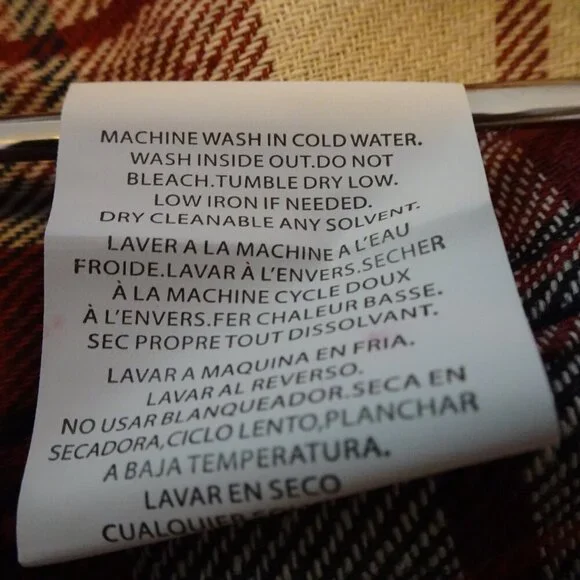 MACHINE WASH IN COLD WATER.
WASH INSIDE OUT.DO NOT
BLEACH.TUMBLE DRY LOW.
LOW IRON IF NEEDED.
DRY CLEANABLE ANY SOLVENT.
LAVER A LA MACHINE A L'EAU
FROIDE.LAVAR À L'ENVERS.SECHER
À LA MACHINE CYCLE DOUX
À L'ENVERS.FER CHALEUR BASSE.
SEC PROPRE TOUT DISSOLVANT.
LAVAR A MAQUINA EN FRIA.
LAVAR AL REVERSO.
NO USAR BLANQUEADOR.SECA EN
SECADORA,CICLO LENTO,PLANCHAR
A BAJA TEMPERATURA.
LAVAR EN SECO
CUALQUIER